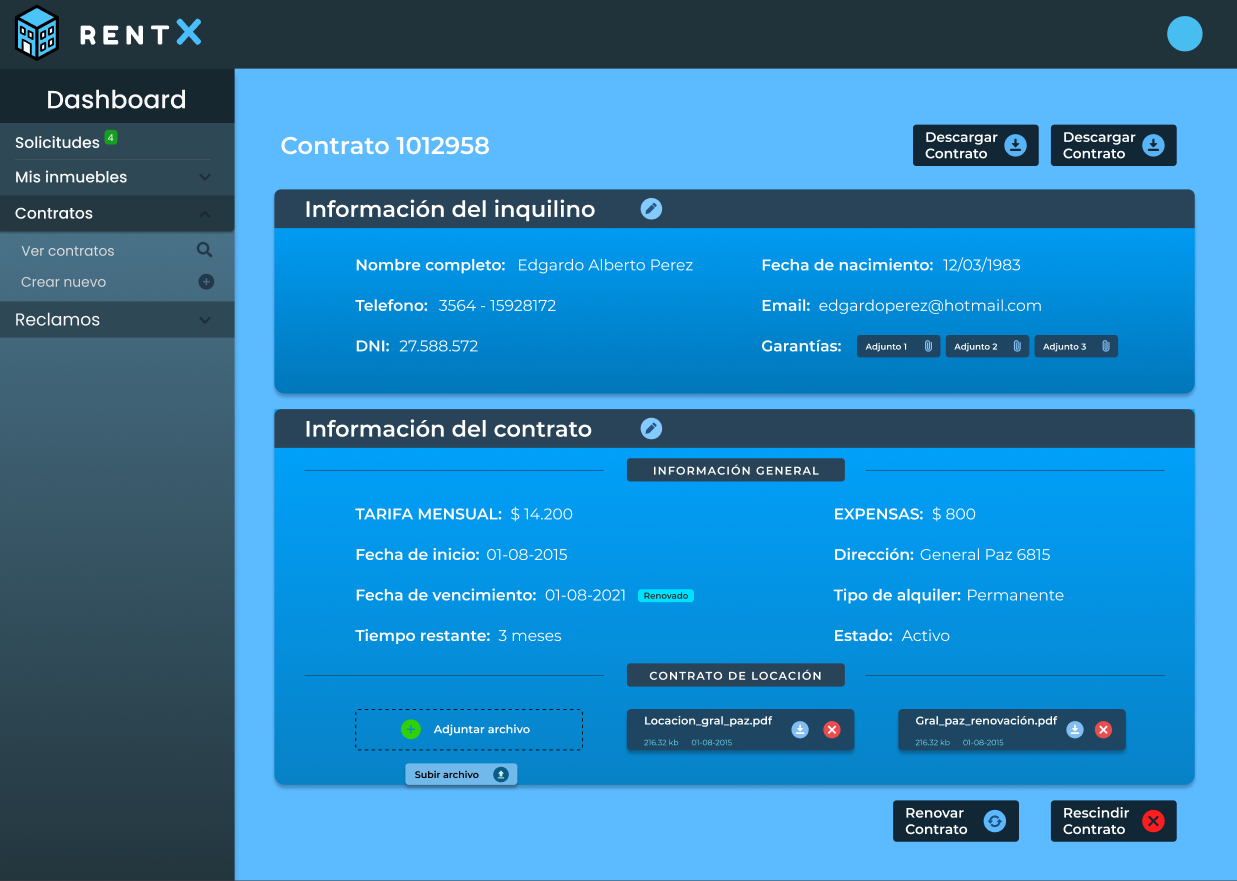 RENTX
Dashboard
Solicitudes 4
Mis inmuebles
Contratos
Ver contratos
Crear nuevo
Reclamos
Contrato 1012958
Descargar
Contrato
Descargar
Contrato
Información del inquilino
Nombre completo: Edgardo Alberto Perez
Fecha de nacimiento: 12/03/1983
Telefono: 3564 - 15928172
Email: edgardoperez@hotmail.com
DNI: 27.588.572
Garantías: Adjunto 1 Adjunto 2 Adjunto 3
Información del contrato
INFORMACIÓN GENERAL
TARIFA MENSUAL: $ 14.200
EXPENSAS: $ 800
Fecha de inicio: 01-08-2015
Dirección: General Paz 6815
Fecha de vencimiento: 01-08-2021 Renovado
Tipo de alquiler: Permanente
Tiempo restante: 3 meses
Estado: Activo
CONTRATO DE LOCACIÓN
Adjuntar archivo
Subir archivo
Locacion_gral_paz.pdf
216.32 kb 01-08-2015
Gral_paz_renovación.pdf
216.32 kb 01-08-2015
Renovar
Contrato
Rescindir
Contrato